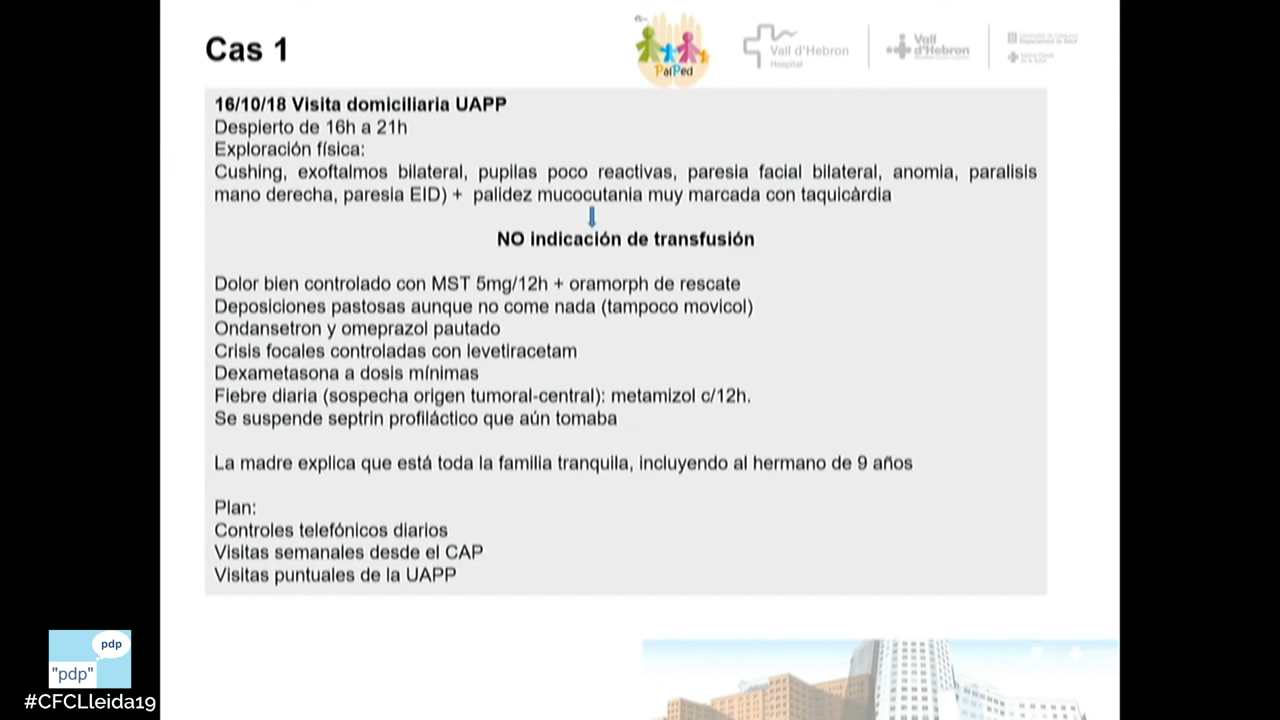 Cas 1
PalPed
Vall d'Hebron
Hospital
Vall
d'Hebron
16/10/18 Visita domiciliaria UAPP
Despierto de 16h a 21h
Exploración física:
Cushing, exoftalmos bilateral, pupilas poco reactivas, paresia facial bilateral, anomia, paralisis
mano derecha, paresia EID) + palidez mucocutania muy marcada con taquicàrdia
NO indicación de transfusión
Dolor bien controlado con MST 5mg/12h + oramorph de rescate
Deposiciones pastosas aunque no come nada (tampoco movicol)
Ondansetron y omeprazol pautado
Crisis focales controladas con levetiracetam
Dexametasona a dosis mínimas
Fiebre diaria (sospecha origen tumoral-central): metamizol c/12h.
Se suspende septrin profiláctico que aún tomaba
La madre explica que está toda la familia tranquila, incluyendo al hermano de 9 años
Plan:
Controles telefónicos diarios
Visitas semanales desde el CAP
Visitas puntuales de la UAPP
pdp
"pdp"
#CFCLleida19